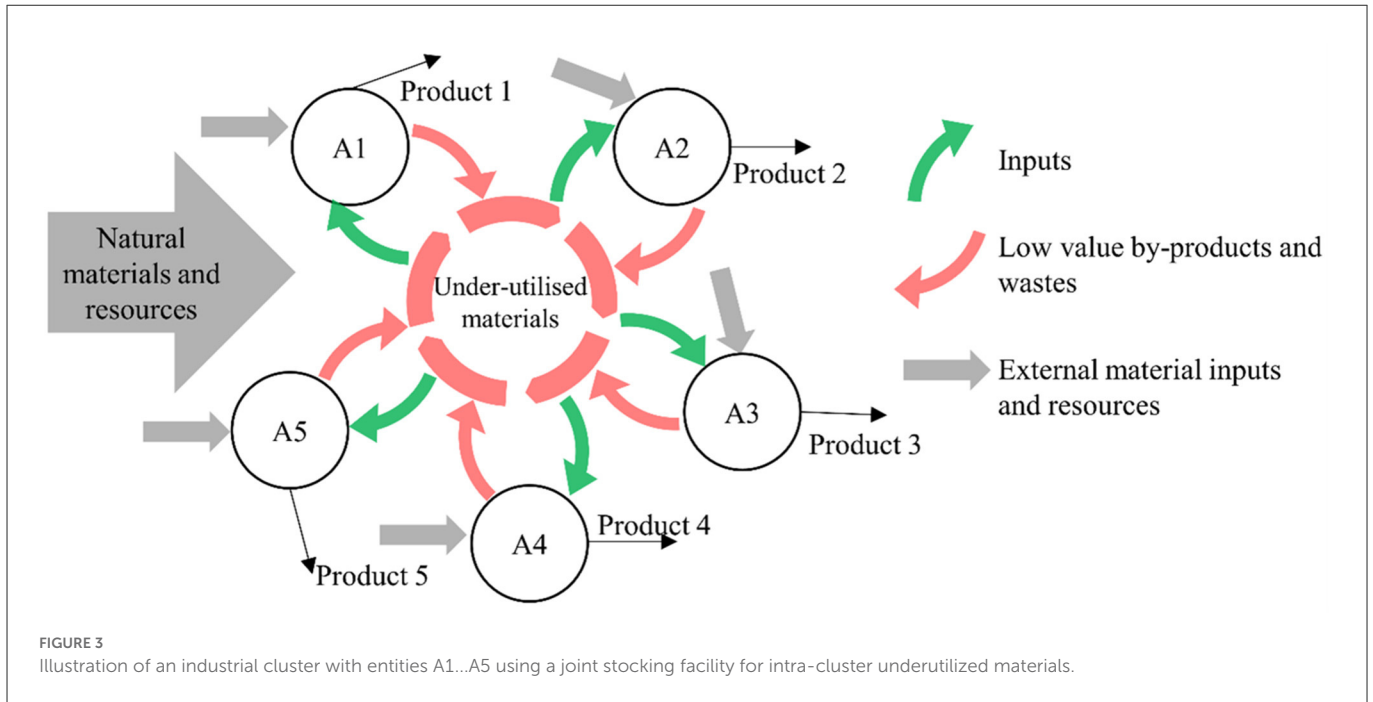 Product 1
A1
A2
Product 2
Inputs
Natural
materials and
resources
Low value by-products and
wastes
Under-utilised
materials
External material inputs
and resources
A3
Product 3
A5
A4
Product 4
Product 5
FIGURE 3
Illustration of an industrial cluster with entities A1...A5 using a joint stocking facility for intra-cluster underutilized materials.